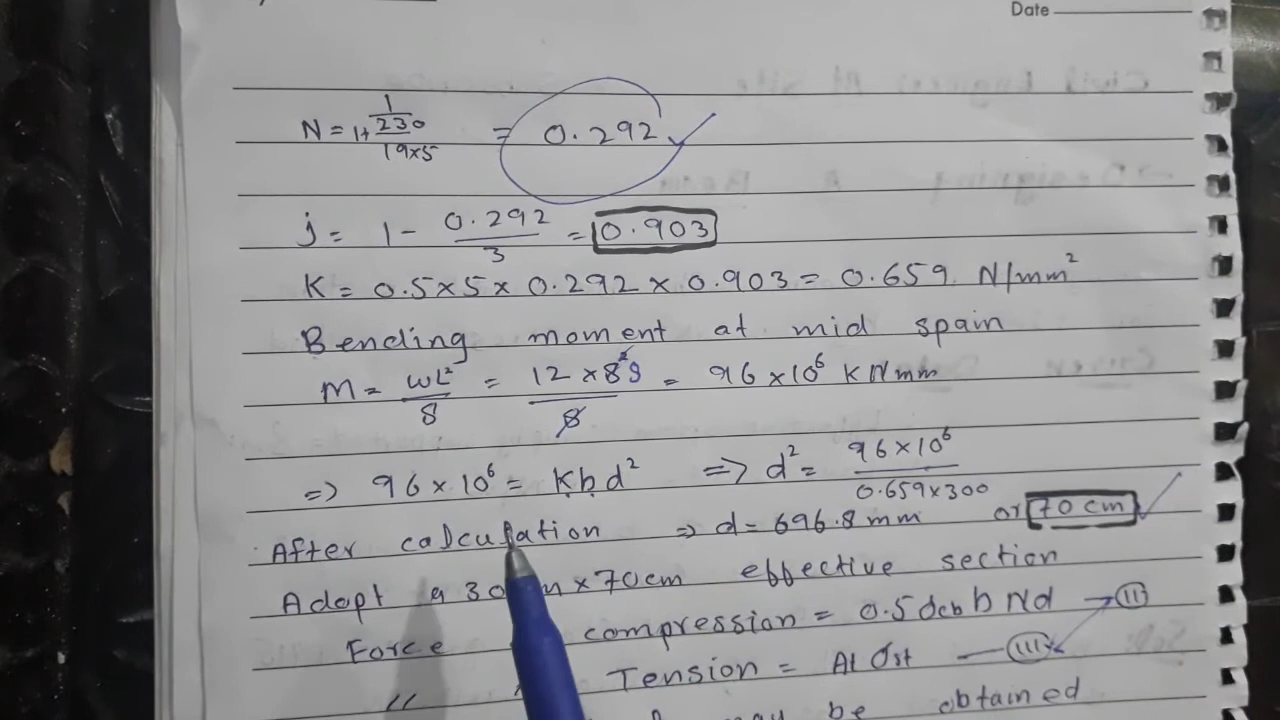 Date
N = 1/(1+ 230/(19×5)) = 0.292 ✓
j = 1 - 0.292/3 = 0.903
K = 0.5×5× 0.292 × 0.903 = 0.659 N/mm²
Bending moment at mid spain
M = wL²/8 = 12 × 8²/8 = 96 ×10⁶ KNmm
=> 96 × 10⁶ = Kbd² => d² = 96×10⁶/0.659×300
After calculation => d = 696.8 mm or 70 cm ✓
Adopt a × 70cm effective section
Force compression = 0.5 σcb b Nd → (II)
" Tension = At σst — (III)
be obtained